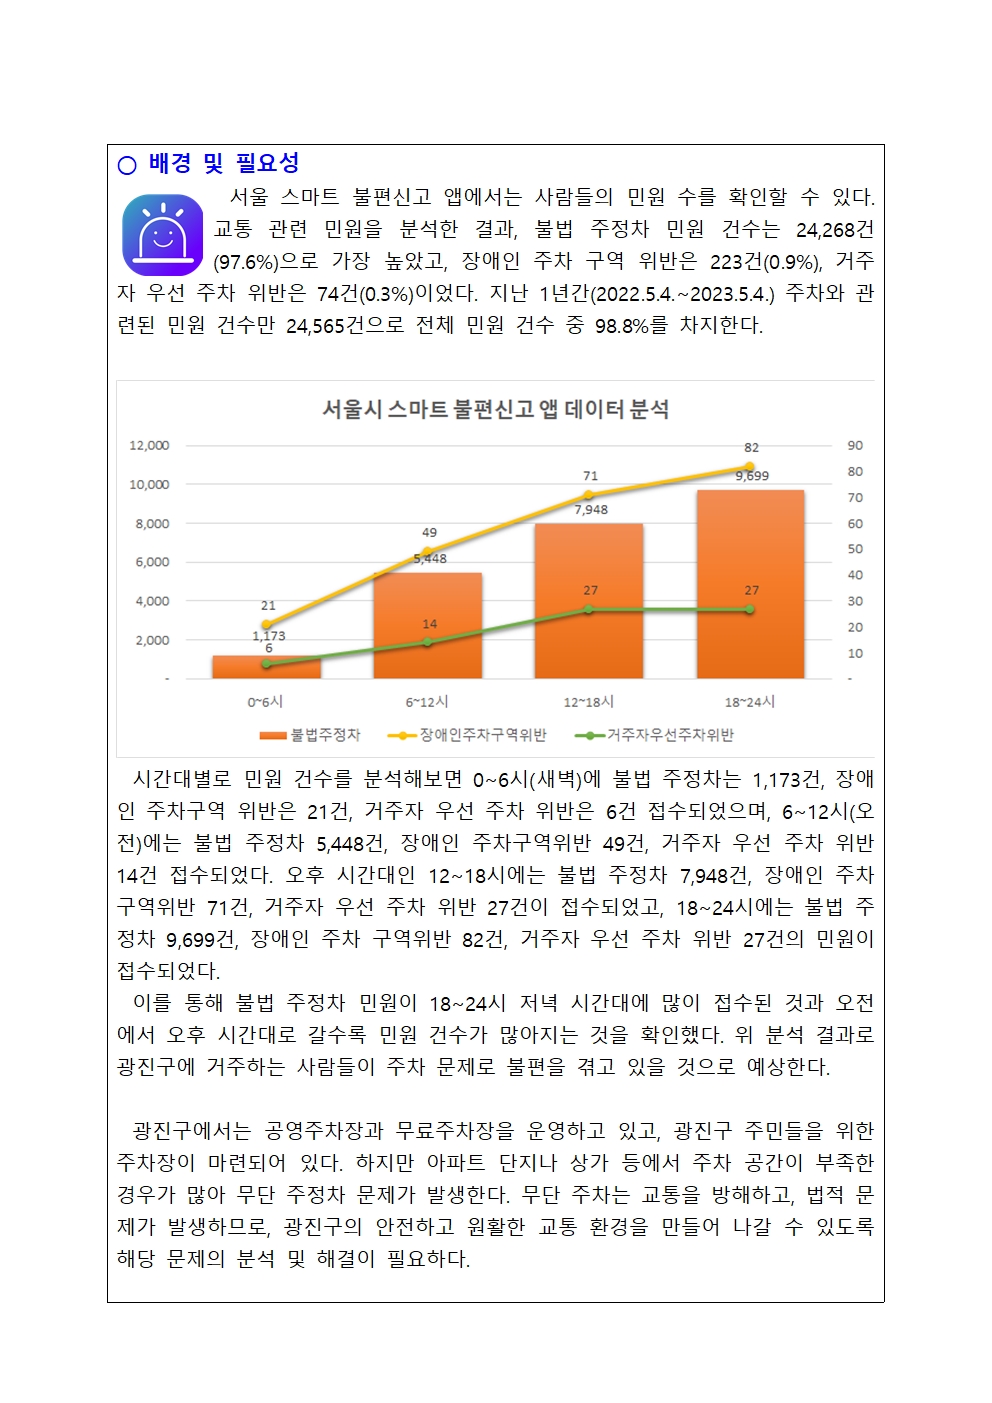 ○ 배경 및 필요성
서울 스마트 불편신고 앱에서는 사람들의 민원 수를 확인할 수 있다.
교통 관련 민원을 분석한 결과, 불법 주정차 민원 건수는 24,268건
(97.6%)으로 가장 높았고, 장애인 주차 구역 위반은 223건(0.9%), 거주
자 우선 주차 위반은 74건(0.3%)이었다. 지난 1년간(2022.5.4.~2023.5.4.) 주차와 관
련된 민원 건수만 24,565건으로 전체 민원 건수 중 98.8%를 차지한다.
서울시 스마트 불편신고 앱 데이터 분석
12,000
10,000
8,000
6,000
4,000
2,000
-
90
80
70
60
50
40
30
20
10
-
21
49
71
82
1,173
5,448
7,948
9,699
6
14
27
27
0~6시
6~12시
12~18시
18~24시
불법주정차
장애인주차구역위반
거주자우선주차위반
시간대별로 민원 건수를 분석해보면 0~6시(새벽)에 불법 주정차는 1,173건, 장애
인 주차구역 위반은 21건, 거주자 우선 주차 위반은 6건 접수되었으며, 6~12시(오
전)에는 불법 주정차 5,448건, 장애인 주차구역위반 49건, 거주자 우선 주차 위반
14건 접수되었다. 오후 시간대인 12~18시에는 불법 주정차 7,948건, 장애인 주차
구역위반 71건, 거주자 우선 주차 위반 27건이 접수되었고, 18~24시에는 불법 주
정차 9,699건, 장애인 주차 구역위반 82건, 거주자 우선 주차 위반 27건의 민원이
접수되었다.
이를 통해 불법 주정차 민원이 18~24시 저녁 시간대에 많이 접수된 것과 오전
에서 오후 시간대로 갈수록 민원 건수가 많아지는 것을 확인했다. 위 분석 결과로
광진구에 거주하는 사람들이 주차 문제로 불편을 겪고 있을 것으로 예상한다.
광진구에서는 공영주차장과 무료주차장을 운영하고 있고, 광진구 주민들을 위한
주차장이 마련되어 있다. 하지만 아파트 단지나 상가 등에서 주차 공간이 부족한
경우가 많아 무단 주정차 문제가 발생한다. 무단 주차는 교통을 방해하고, 법적 문
제가 발생하므로, 광진구의 안전하고 원활한 교통 환경을 만들어 나갈 수 있도록
해당 문제의 분석 및 해결이 필요하다.